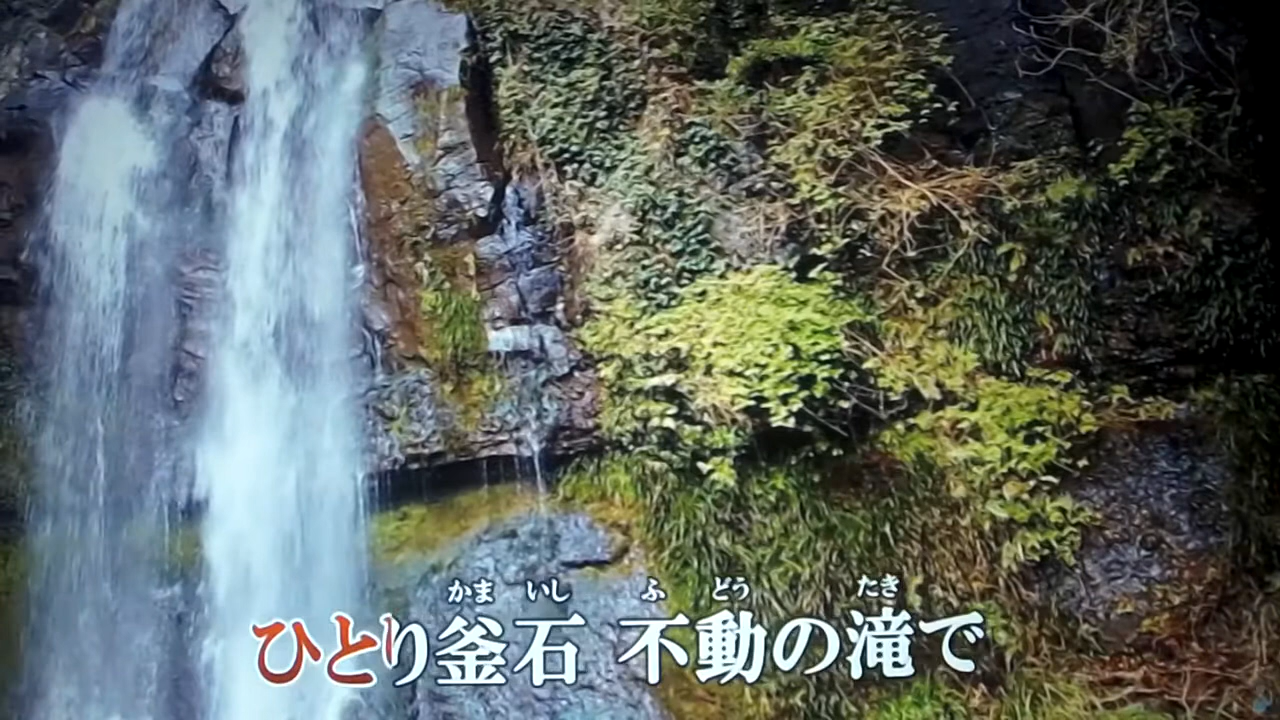 かま いし ふ どう たき
ひとり釜石 不動の滝で